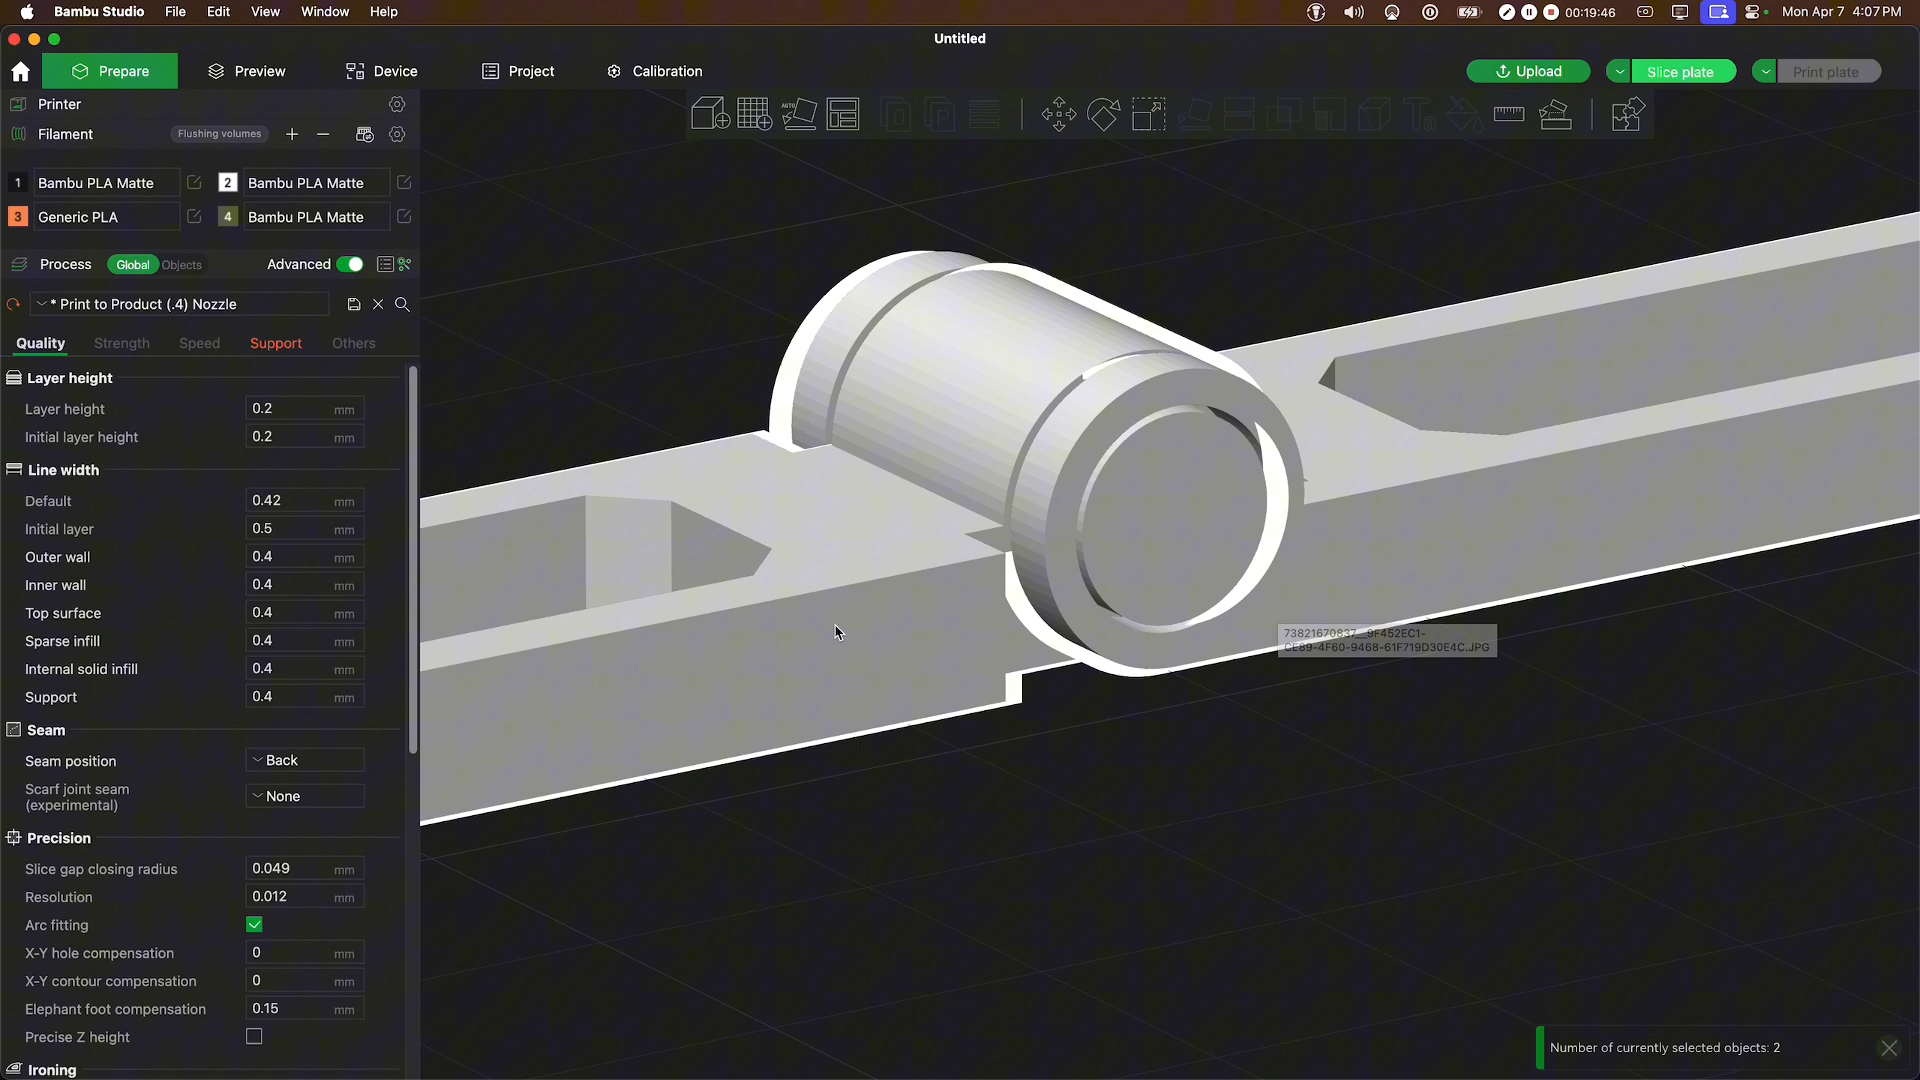 Bambu Studio File Edit View Window Help
00:19:46
Mon Apr 7 4:07 PM
Untitled
Prepare Preview Device Project Calibration
Upload Slice plate Print plate
Printer
Filament Flushing volumes
1 Bambu PLA Matte 2 Bambu PLA Matte
3 Generic PLA 4 Bambu PLA Matte
Process Global Objects Advanced
* Print to Product (.4) Nozzle
Quality Strength Speed Support Others
Layer height
Layer height 0.2 mm
Initial layer height 0.2 mm
Line width
Default 0.42 mm
Initial layer 0.5 mm
Outer wall 0.4 mm
Inner wall 0.4 mm
Top surface 0.4 mm
Sparse infill 0.4 mm
Internal solid infill 0.4 mm
Support 0.4 mm
Seam
Seam position Back
Scarf joint seam
(experimental) None
Precision
Slice gap closing radius 0.049 mm
Resolution 0.012 mm
Arc fitting
X-Y hole compensation 0 mm
X-Y contour compensation 0 mm
Elephant foot compensation 0.15 mm
Precise Z height
Ironing
AUTO
73821670837__9F452EC1-
CE89-4F60-9468-61F719D30E4C.JPG
Number of currently selected objects: 2